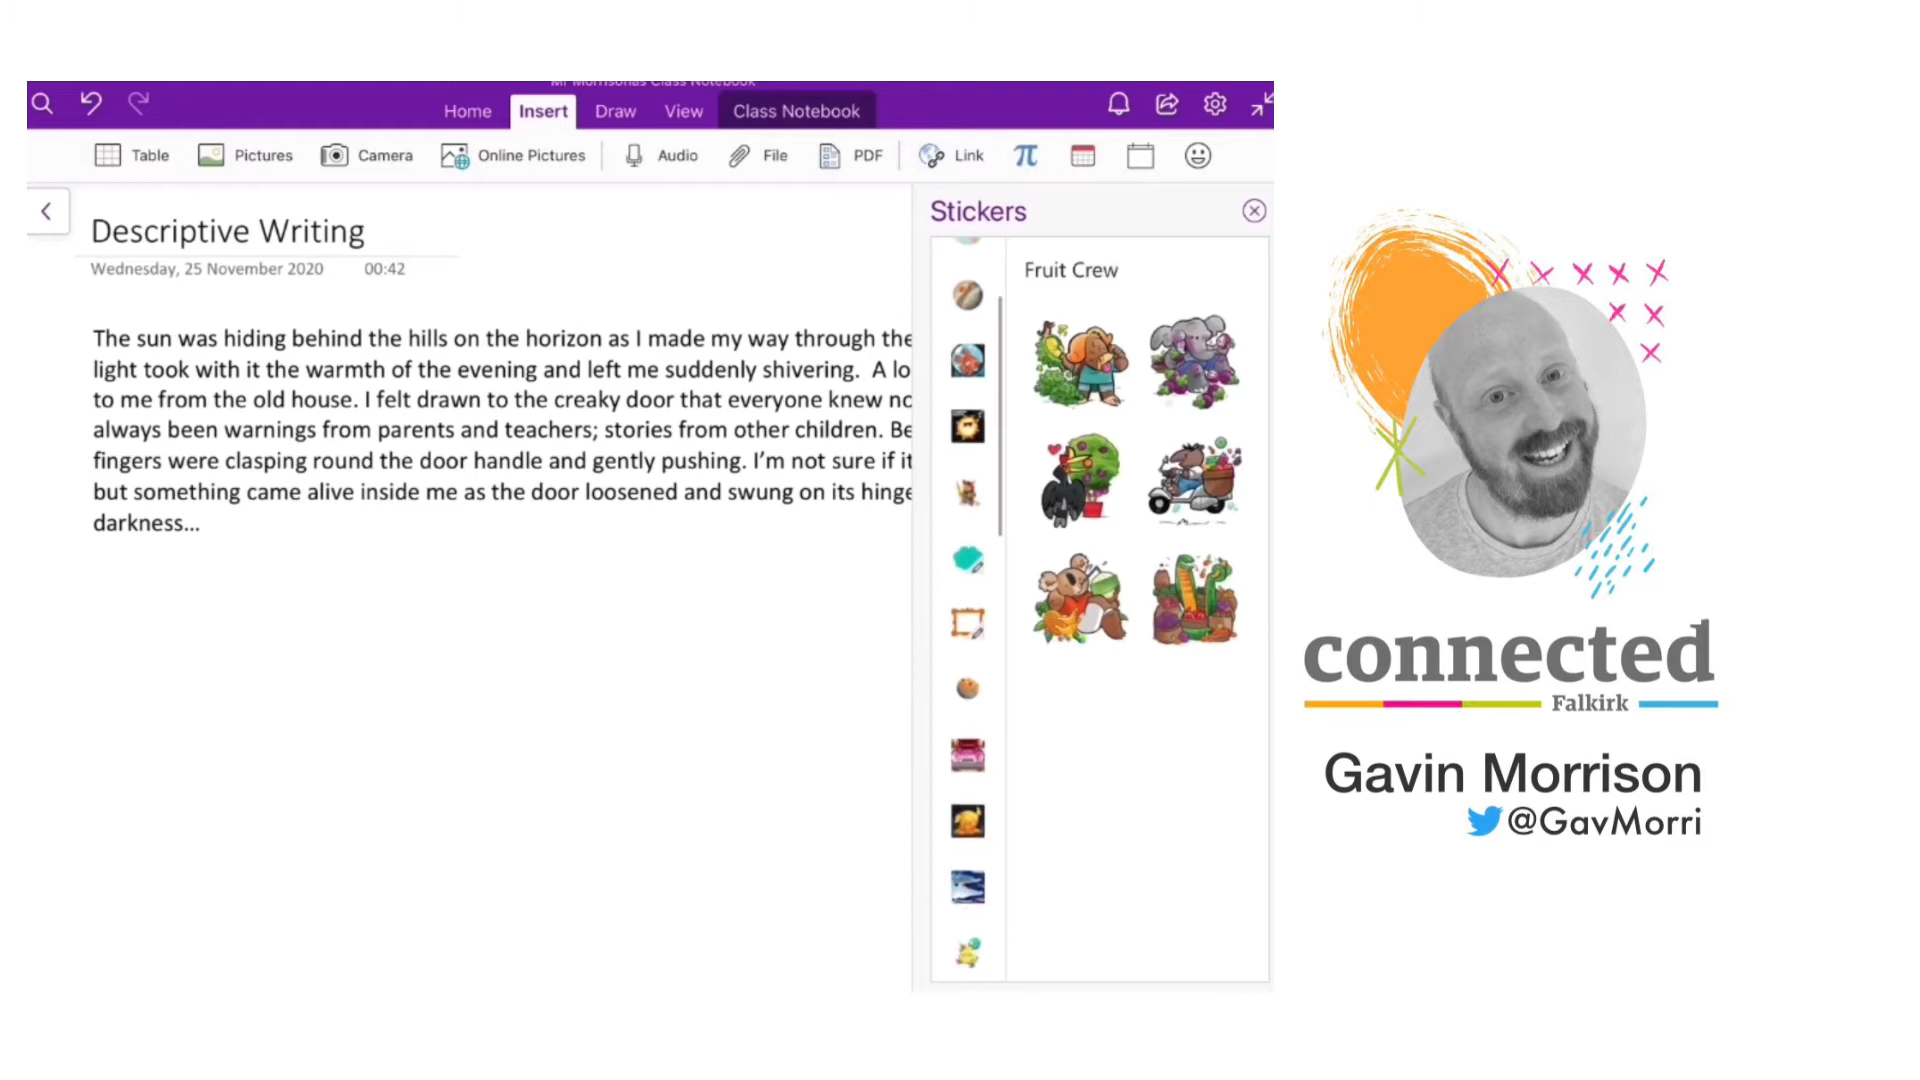 Mr Morrisons Class Notebook
Home Insert Draw View Class Notebook
Table Pictures Camera Online Pictures Audio File PDF Link π
Descriptive Writing
Wednesday, 25 November 2020 00:42
The sun was hiding behind the hills on the horizon as I made my way through the
light took with it the warmth of the evening and left me suddenly shivering. A lo
to me from the old house. I felt drawn to the creaky door that everyone knew no
always been warnings from parents and teachers; stories from other children. Be
fingers were clasping round the door handle and gently pushing. I'm not sure if it
but something came alive inside me as the door loosened and swung on its hinge
darkness...
Stickers
Fruit Crew
connected
Falkirk
Gavin Morrison
@GavMorri